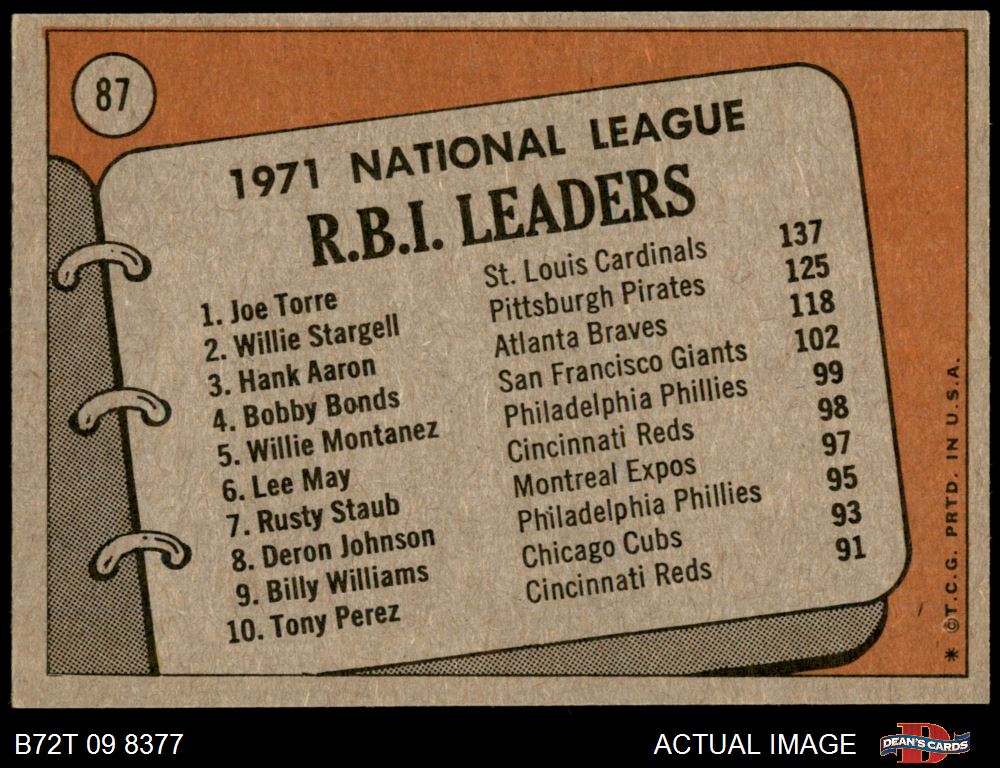 87
1971 NATIONAL LEAGUE
R.B.I. LEADERS
1. Joe Torre St. Louis Cardinals 137
2. Willie Stargell Pittsburgh Pirates 125
3. Hank Aaron Atlanta Braves 118
4. Bobby Bonds San Francisco Giants 102
5. Willie Montanez Philadelphia Phillies 99
6. Lee May Cincinnati Reds 98
7. Rusty Staub Montreal Expos 97
8. Deron Johnson Philadelphia Phillies 95
9. Billy Williams Chicago Cubs 93
10. Tony Perez Cincinnati Reds 91
* ©T.C.G. PRTD. IN U.S.A.
B72T 09 8377
ACTUAL IMAGE
D
DEAN'S CARDS